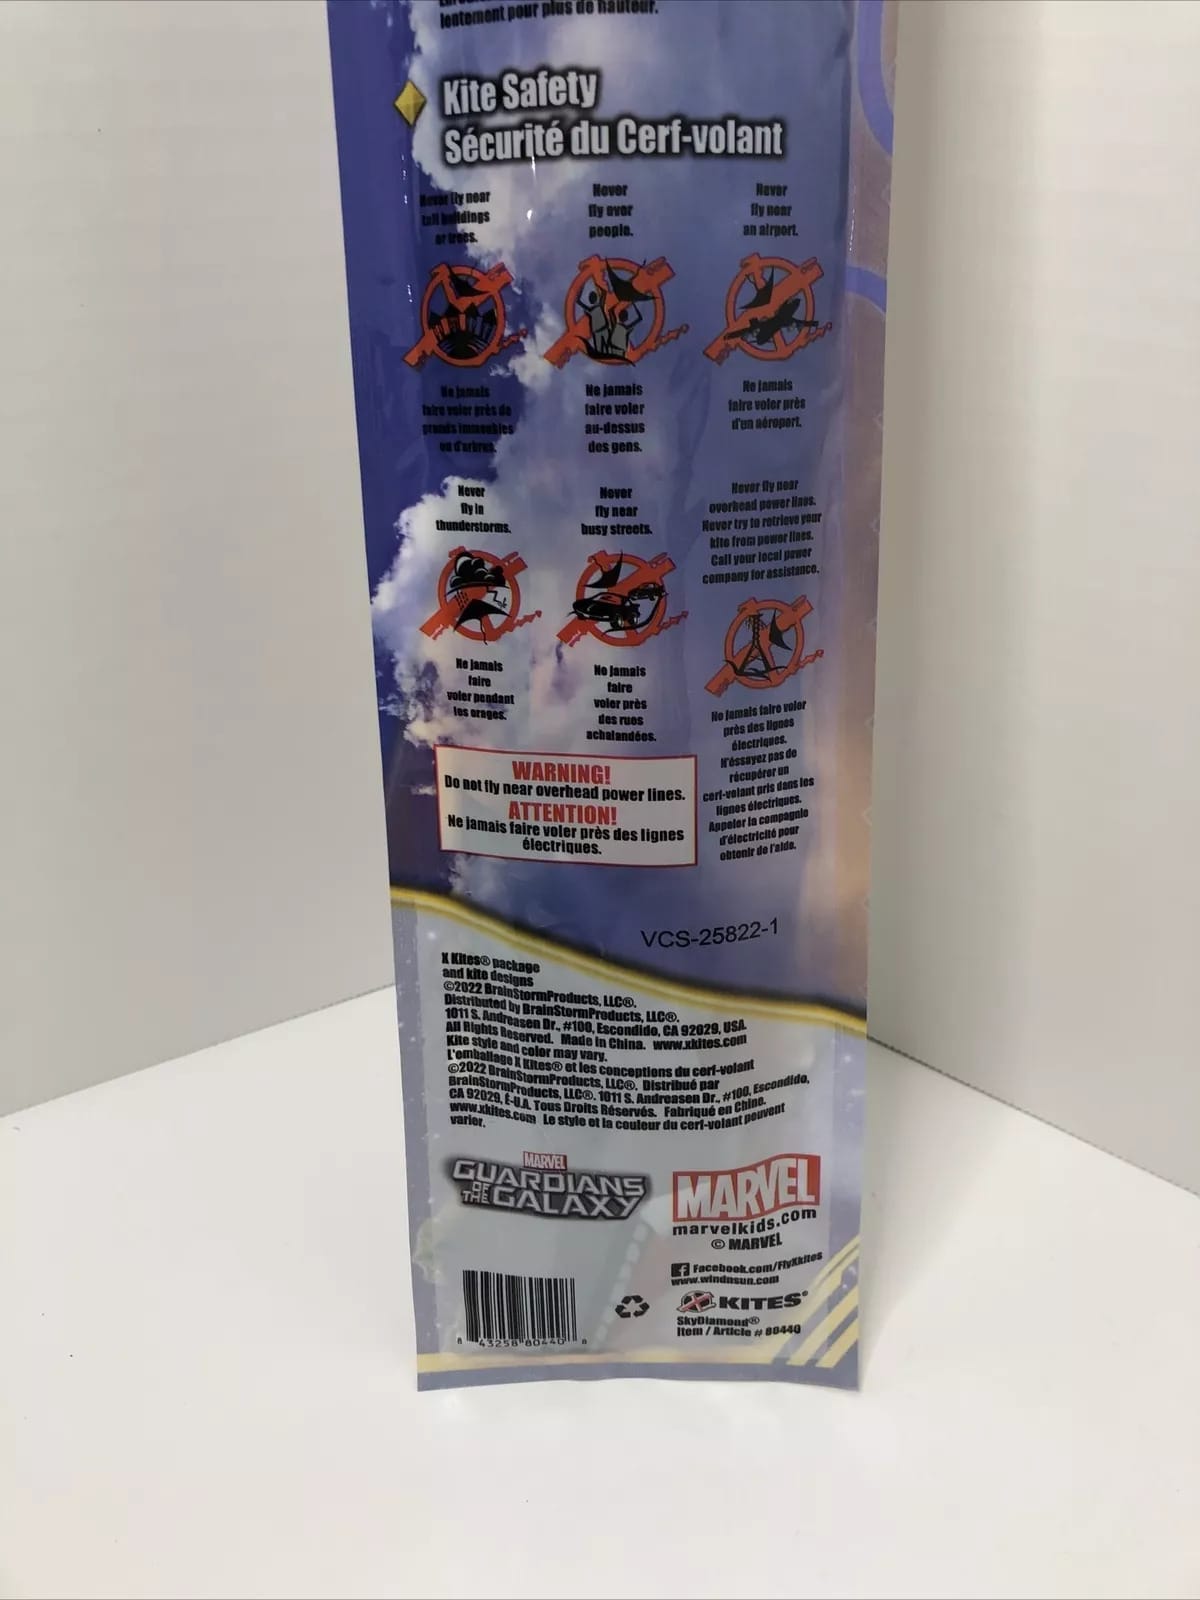 lentement pour plus de hauteur.
Kite Safety
Sécurité du Cerf-volant
Never fly near
tall buildings
or trees.
Ne jamais
faire voler près de
grands immeubles
ou d'arbres.
Never
fly over
people.
Ne jamais
faire voler
au-dessus
des gens.
Never
fly near
an airport.
Ne jamais
faire voler près
d'un aéroport.
Never
fly in
thunderstorms.
Ne jamais
faire
voler pendant
les orages.
Never
fly near
busy streets.
Ne jamais
faire
voler près
des rues
achalandées.
Never fly near
overhead power lines.
Never try to retrieve your
kite from power lines.
Call your local power
company for assistance.
Ne jamais faire voler
près des lignes
électriques.
N'éssayez pas de
récupérer un
cerf-volant pris dans les
lignes électriques.
Appeler la compagnie
d'électricité pour
obtenir de l'aide.
WARNING!
Do not fly near overhead power lines.
ATTENTION!
Ne jamais faire voler près des lignes
électriques.
VCS-25822-1
X Kites® package
and kite designs
©2022 BrainStormProducts, LLC®.
Distributed by BrainStormProducts, LLC®.
1011 S. Andreasen Dr., #100, Escondido, CA 92029, USA.
All Rights Reserved. Made in China. www.xkites.com
Kite style and color may vary.
L'emballage X Kites® et les conceptions du cerf-volant
©2022 BrainStormProducts, LLC®. Distribué par
BrainStormProducts, LLC®. 1011 S. Andreasen Dr., #100, Escondido,
CA 92029, É-U.A. Tous Droits Réservés. Fabriqué en Chine.
www.xkites.com Le style et la couleur du cerf-volant peuvent
varier.
MARVEL
GUARDIANS
OF THE GALAXY
MARVEL
marvelkids.com
© MARVEL
Facebook.com/FlyXkites
www.windnsun.com
X KITES®
SkyDiamond®
Item / Article # 80440
8 43258 80440 8